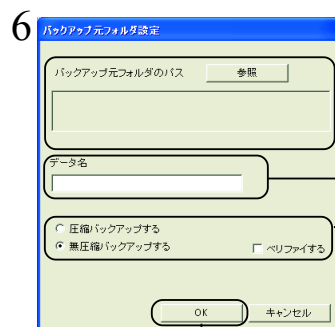 6
バックアップ元フォルダ設定
バックアップ元フォルダのパス 参照
データ名
圧縮バックアップする
無圧縮バックアップする ベリファイする
OK キャンセル